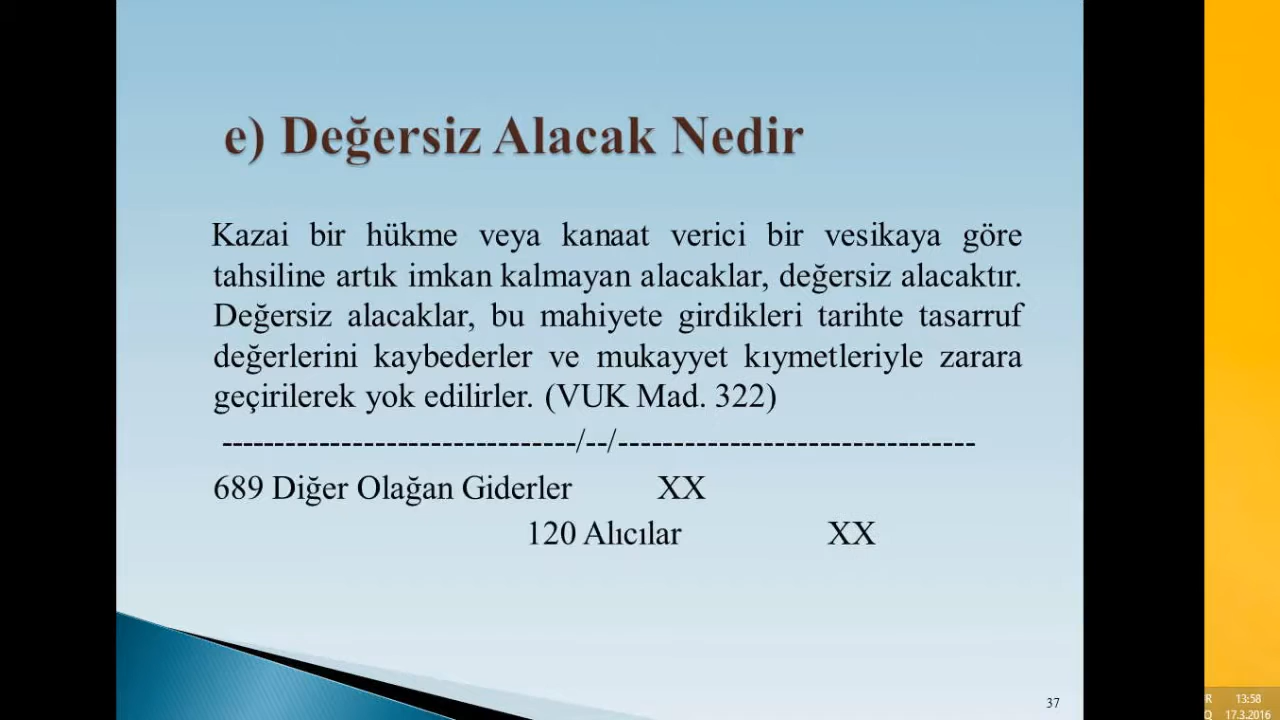 e) Değersiz Alacak Nedir
Kazai bir hükme veya kanaat verici bir vesikaya göre
tahsiline artık imkan kalmayan alacaklar, değersiz alacaktır.
Değersiz alacaklar, bu mahiyete girdikleri tarihte tasarruf
değerlerini kaybederler ve mukayyet kıymetleriyle zarara
geçirilerek yok edilirler. (VUK Mad. 322)
--------------------------------/--/--------------------------------
689 Diğer Olağan Giderler XX
120 Alıcılar XX
37
R 13:58
Q 17.3.2016